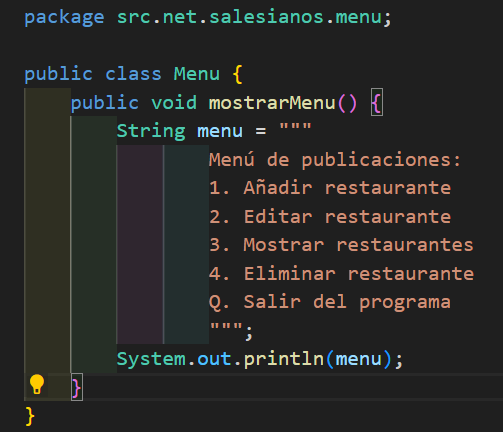 package src.net.salesianos.menu;
public class Menu {
public void mostrarMenu() {
String menu = """
Menú de publicaciones:
1. Añadir restaurante
2. Editar restaurante
3. Mostrar restaurantes
4. Eliminar restaurante
Q. Salir del programa
""";
System.out.println(menu);
}
}